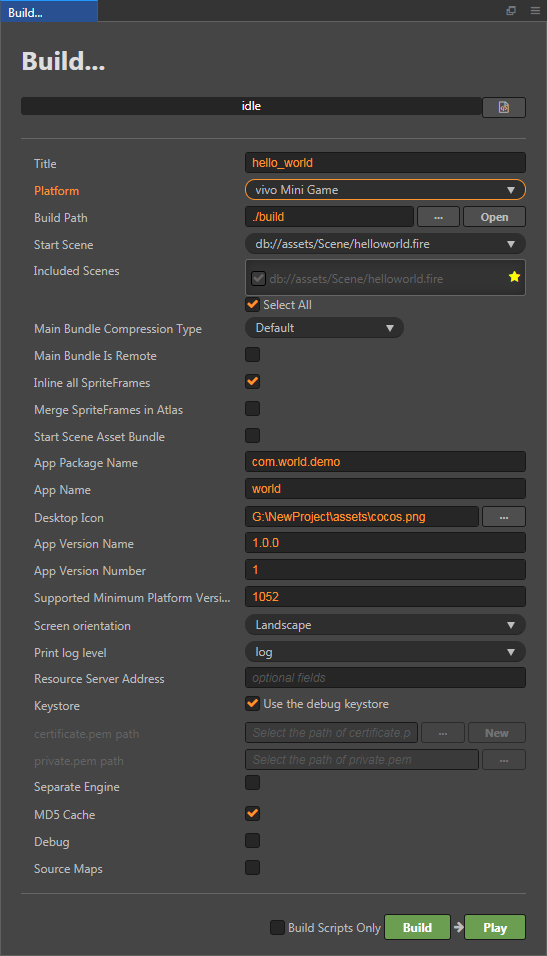 Build...
Build...
idle
Title hello_world
Platform vivo Mini Game
Build Path ./build ... Open
Start Scene db://assets/Scene/helloworld.fire
Included Scenes
db://assets/Scene/helloworld.fire
Select All
Main Bundle Compression Type Default
Main Bundle Is Remote
Inline all SpriteFrames
Merge SpriteFrames in Atlas
Start Scene Asset Bundle
App Package Name com.world.demo
App Name world
Desktop Icon G:\NewProject\assets\cocos.png ...
App Version Name 1.0.0
App Version Number 1
Supported Minimum Platform Versi... 1052
Screen orientation Landscape
Print log level log
Resource Server Address optional fields
Keystore Use the debug keystore
certificate.pem path Select the path of certificate.p ... New
private.pem path Select the path of private.pem ...
Separate Engine
MD5 Cache
Debug
Source Maps
Build Scripts Only Build Play